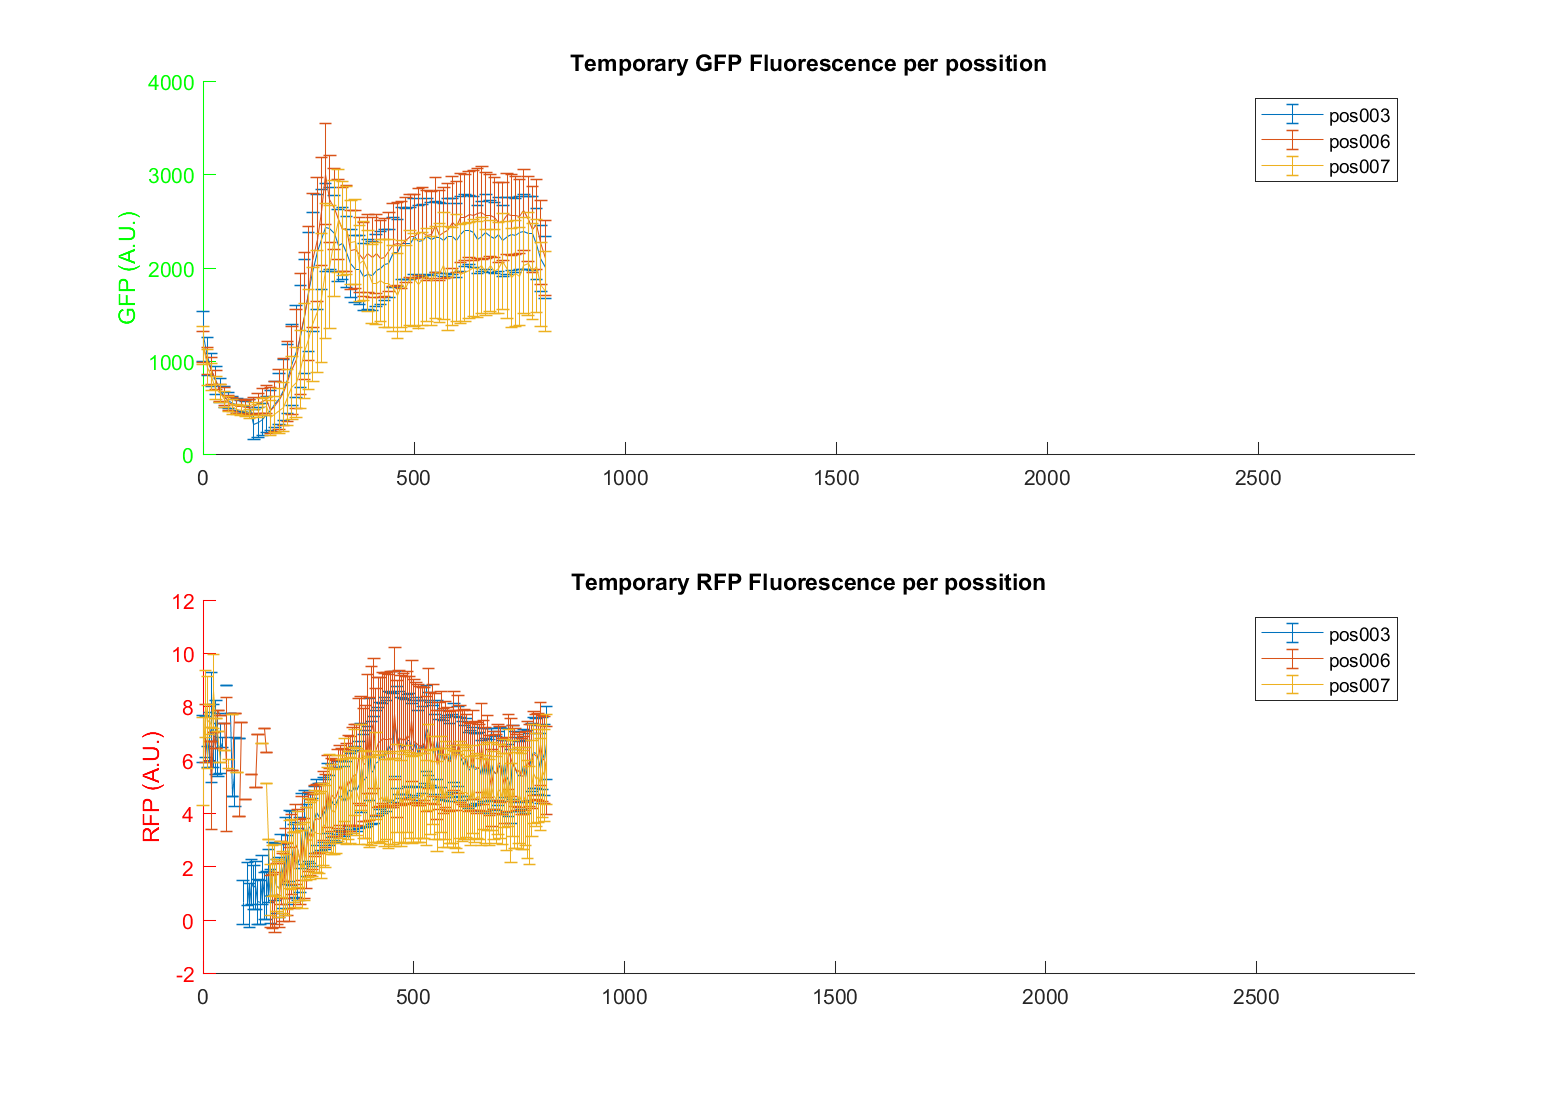 Temporary GFP Fluorescence per possition
GFP (A.U.)
4000
3000
2000
1000
0
0 500 1000 1500 2000 2500
pos003
pos006
pos007
Temporary RFP Fluorescence per possition
RFP (A.U.)
12
10
8
6
4
2
0
-2
0 500 1000 1500 2000 2500
pos003
pos006
pos007